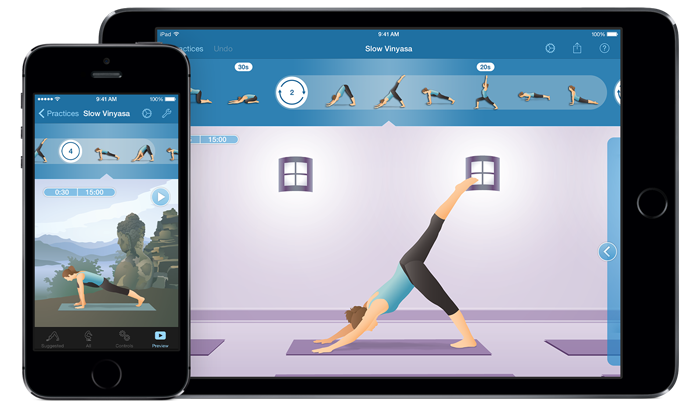 iPad 9:41 AM 100%
ractices Undo Slow Vinyasa
30s 20s
2
15:00
9:41 AM 100%
Practices Slow Vinyasa
4
0:30 15:00
Suggested All Controls Preview